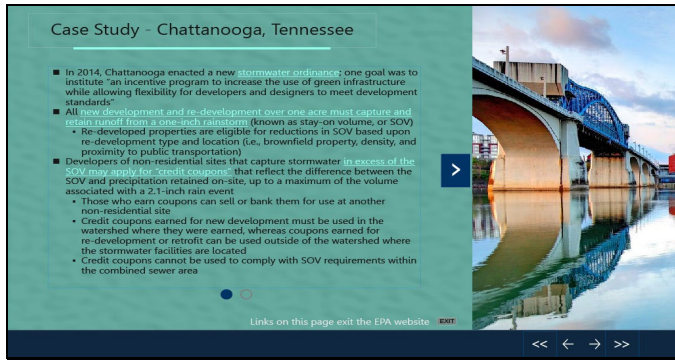 Case Study - Chattanooga, Tennessee
■ In 2014, Chattanooga enacted a new stormwater ordinance; one goal was to
institute "an incentive program to increase the use of green infrastructure
while allowing flexibility for developers and designers to meet development
standards"
■ All new development and re-development over one acre must capture and
retain runoff from a one-inch rainstorm (known as stay-on volume, or SOV)
• Re-developed properties are eligible for reductions in SOV based upon
re-development type and location (i.e., brownfield property, density, and
proximity to public transportation)
■ Developers of non-residential sites that capture stormwater in excess of the
SOV may apply for "credit coupons" that reflect the difference between the
SOV and precipitation retained on-site, up to a maximum of the volume
associated with a 2.1-inch rain event
• Those who earn coupons can sell or bank them for use at another
non-residential site
• Credit coupons earned for new development must be used in the
watershed where they were earned, whereas coupons earned for
re-development or retrofit can be used outside of the watershed where
the stormwater facilities are located
• Credit coupons cannot be used to comply with SOV requirements within
the combined sewer area
Links on this page exit the EPA website EXIT
>
<< ← → >>